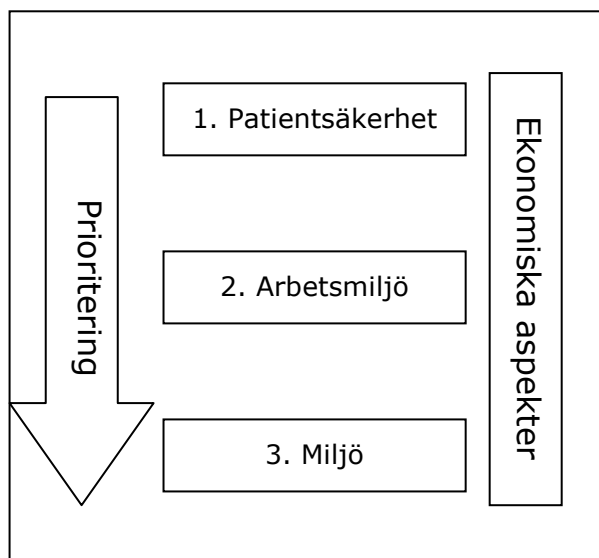 Prioritering
1. Patientsäkerhet
2. Arbetsmiljö
3. Miljö
Ekonomiska aspekter